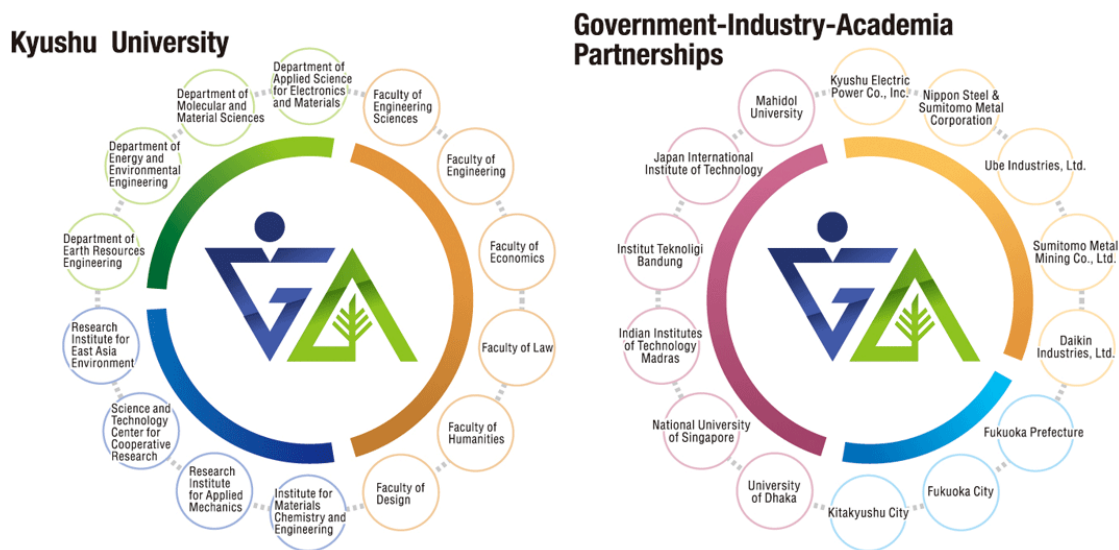 Kyushu University
Department of
Applied Science
for Electronics
and Materials
Faculty of
Engineering
Sciences
Faculty of
Engineering
Faculty of
Economics
Faculty of Law
Faculty of
Humanities
Faculty of
Design
Institute for
Materials
Chemistry and
Engineering
Research
Institute
for Applied
Mechanics
Science and
Technology
Center for
Cooperative
Research
Research
Institute for
East Asia
Environment
Department of
Earth Resources
Engineering
Department of
Energy and
Environmental
Engineering
Department of
Molecular and
Material Sciences
Government-Industry-Academia
Partnerships
Kyushu Electric
Power Co., Inc.
Nippon Steel &
Sumitomo Metal
Corporation
Ube Industries, Ltd.
Sumitomo Metal
Mining Co., Ltd.
Daikin
Industries, Ltd.
Fukuoka Prefecture
Fukuoka City
Kitakyushu City
University
of Dhaka
National University
of Singapore
Indian Institutes
of Technology
Madras
Institut Teknoligi
Bandung
Japan International
Institute of Technology
Mahidol
University